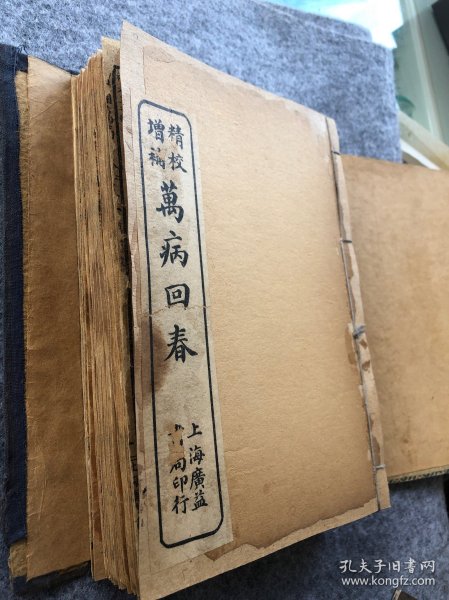 精校
增補
萬病回春
上海廣益
局印行
孔夫子旧书网
www.kongfz.com